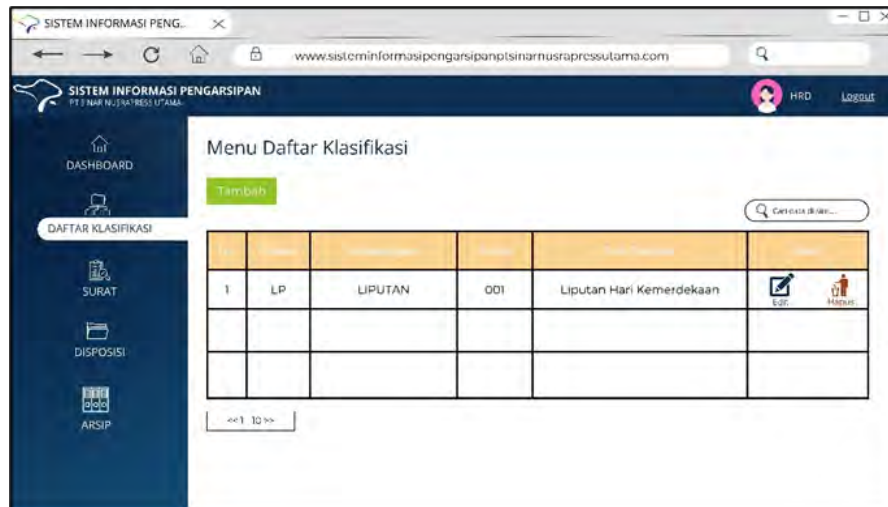 SISTEM INFORMASI PENG..
www.sisteminformasipengarsipanptsinarnusrapressutama.com
SISTEM INFORMASI PENGARSIPAN
HRD
Logout
DASHBOARD
DAFTAR KLASIFIKASI
SURAT
DISPOSISI
ARSIP
Menu Daftar Klasifikasi
Tambah
1 LP LIPUTAN 001 Liputan Hari Kemerdekaan
Edit Hapus
<<1 10 >>